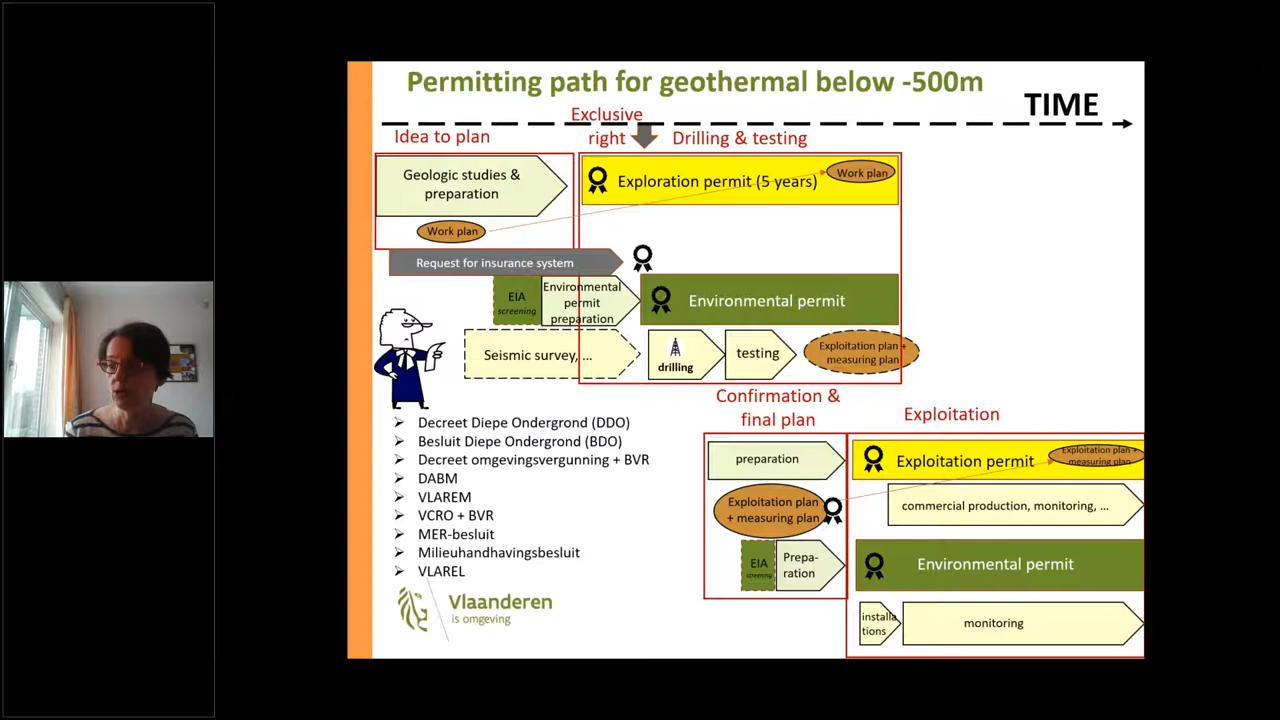 Permitting path for geothermal below -500m
TIME
Exclusive
right
Idea to plan
Drilling & testing
Geologic studies &
preparation
Exploration permit (5 years)
Work plan
Work plan
Request for insurance system
EIA
screening
Environmental
permit
preparation
Environmental permit
Seismic survey, ...
drilling
testing
Exploitation plan +
measuring plan
Confirmation &
final plan
Exploitation
preparation
Exploitation permit
Exploitation plan +
measuring plan
Exploitation plan
+ measuring plan
commercial production, monitoring, ...
EIA
screening
Prepa-
ration
Environmental permit
installa
tions
monitoring
Decreet Diepe Ondergrond (DDO)
Besluit Diepe Ondergrond (BDO)
Decreet omgevingsvergunning + BVR
DABM
VLAREM
VCRO + BVR
MER-besluit
Milieuhandhavingsbesluit
VLAREL
Vlaanderen
is omgeving